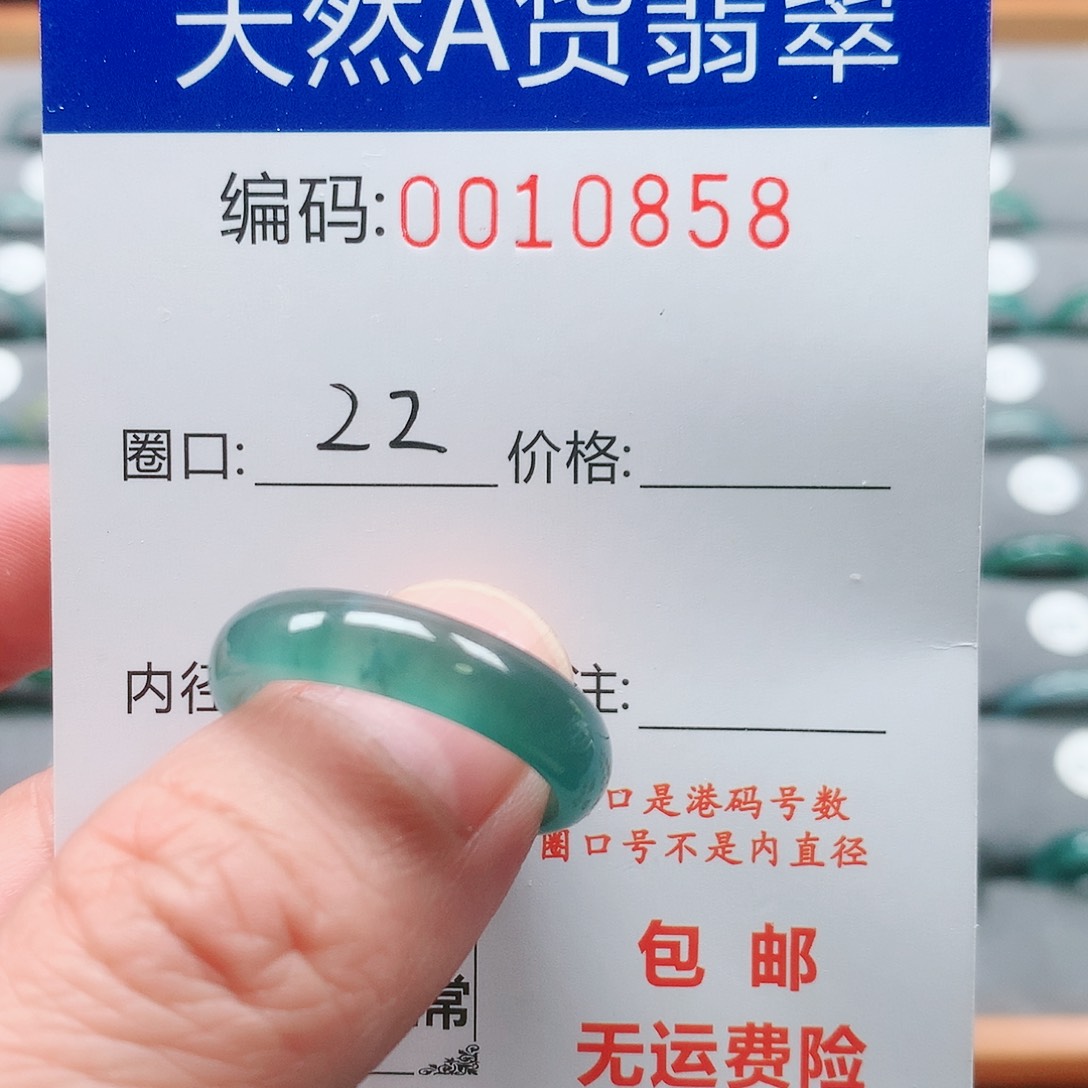 天然A货翡翠
编码:0010858
圈口: 22 价格:
内径 注:
口是港码号数
圈口号不是内直径
包 邮
常
无运费险